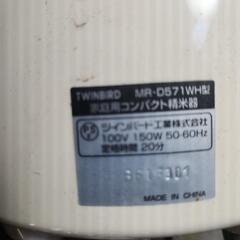 TWINBIRD MR-D571WH型
家庭用コンパクト精米器
ツインバード工業株式会社
100V 150W 50-60Hz
定格時間 20分
MADE IN CHINA